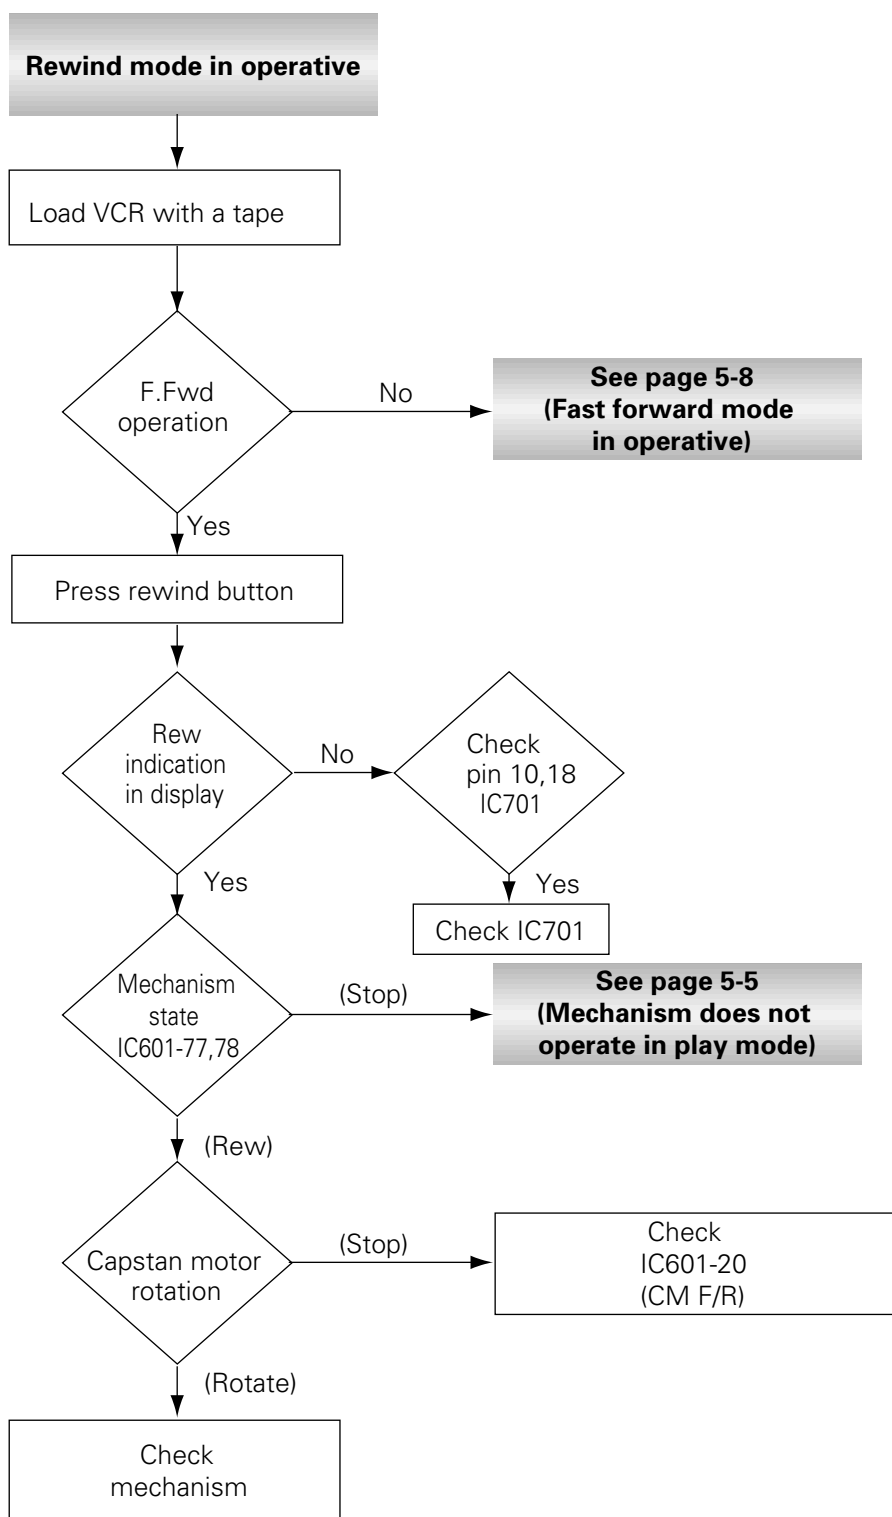 Rewind mode in operative
Load VCR with a tape
F.Fwd
operation
No
See page 5-8
(Fast forward mode
in operative)
Yes
Press rewind button
Rew
indication
in display
No
Check
pin 10,18
IC701
Yes
Yes
Check IC701
Mechanism
state
IC601-77,78
(Stop)
See page 5-5
(Mechanism does not
operate in play mode)
(Rew)
Capstan motor
rotation
(Stop)
Check
IC601-20
(CM F/R)
(Rotate)
Check
mechanism